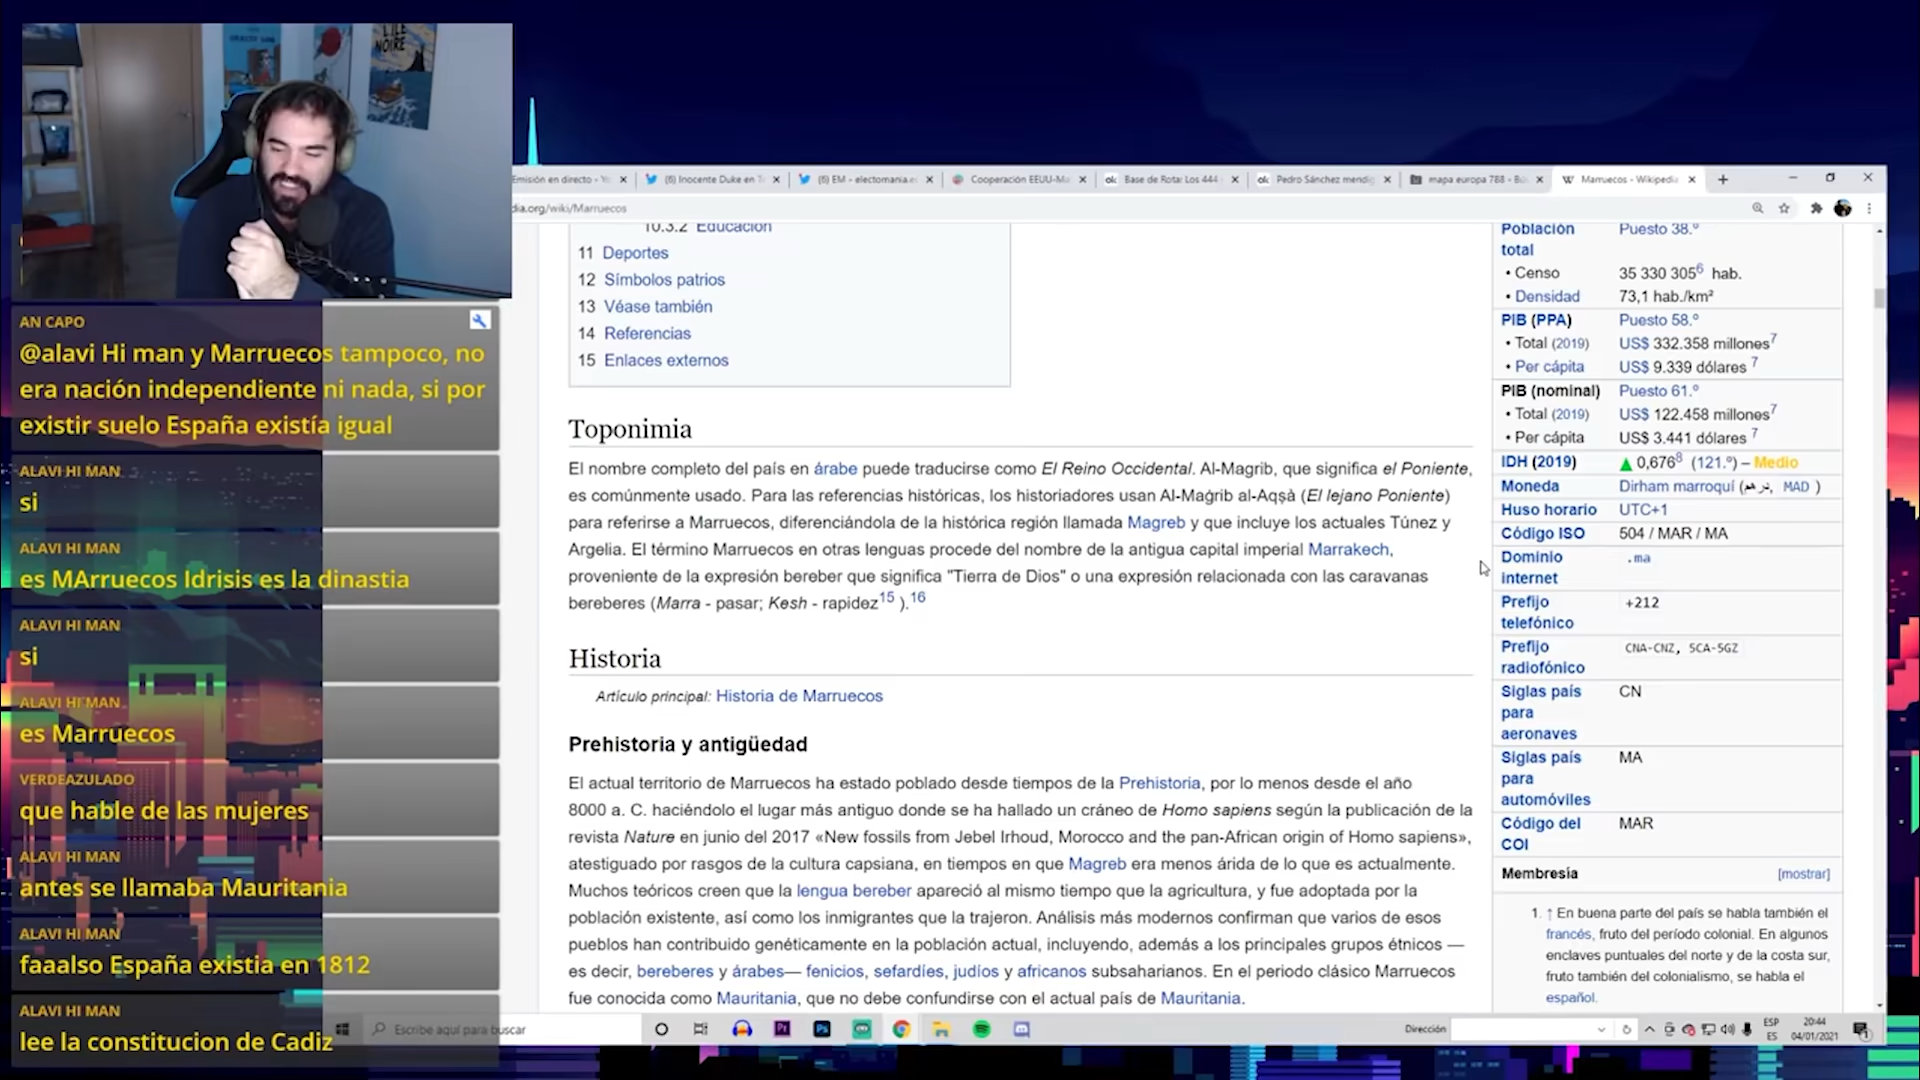 L'ÎLE
NOIRE
AN CAPO
@alavi Hi man y Marruecos tampoco, no
era nación independiente ni nada, si por
existir suelo España existía igual
ALAVI HI MAN
si
ALAVI HI MAN
es MArruecos Idrisis es la dinastia
ALAVI HI MAN
si
ALAVI HI MAN
es Marruecos
VERDEAZULADO
que hable de las mujeres
ALAVI HI MAN
antes se llamaba Mauritania
ALAVI HI MAN
faaalso España existia en 1812
ALAVI HI MAN
lee la constitucion de Cadiz
Emisión en directo - Yo
(6) Inocente Duke en T
(6) EM - electomania.es
Cooperación EEUU-Ma
ok Base de Rota: Los 444
ok Pedro Sánchez mendig
mapa europa 788 - Bú
W Marruecos - Wikipedia
dia.org/wiki/Marruecos
10.3.2 Educación
11 Deportes
12 Símbolos patrios
13 Véase también
14 Referencias
15 Enlaces externos
Toponimia
El nombre completo del país en árabe puede traducirse como El Reino Occidental. Al-Magrib, que significa el Poniente,
es comúnmente usado. Para las referencias históricas, los historiadores usan Al-Maġrib al-Aqṣà (El lejano Poniente)
para referirse a Marruecos, diferenciándola de la histórica región llamada Magreb y que incluye los actuales Túnez y
Argelia. El término Marruecos en otras lenguas procede del nombre de la antigua capital imperial Marrakech,
proveniente de la expresión bereber que significa "Tierra de Dios" o una expresión relacionada con las caravanas
bereberes (Marra - pasar; Kesh - rapidez15 ).16
Historia
Artículo principal: Historia de Marruecos
Prehistoria y antigüedad
El actual territorio de Marruecos ha estado poblado desde tiempos de la Prehistoria, por lo menos desde el año
8000 a. C. haciéndolo el lugar más antiguo donde se ha hallado un cráneo de Homo sapiens según la publicación de la
revista Nature en junio del 2017 «New fossils from Jebel Irhoud, Morocco and the pan-African origin of Homo sapiens»,
atestiguado por rasgos de la cultura capsiana, en tiempos en que Magreb era menos árida de lo que es actualmente.
Muchos teóricos creen que la lengua bereber apareció al mismo tiempo que la agricultura, y fue adoptada por la
población existente, así como los inmigrantes que la trajeron. Análisis más modernos confirman que varios de esos
pueblos han contribuido genéticamente en la población actual, incluyendo, además a los principales grupos étnicos —
es decir, bereberes y árabes— fenicios, sefardíes, judíos y africanos subsaharianos. En el periodo clásico Marruecos
fue conocida como Mauritania, que no debe confundirse con el actual país de Mauritania.
Población total Puesto 38.º
• Censo 35 330 3056 hab.
• Densidad 73,1 hab./km²
PIB (PPA) Puesto 58.º
• Total (2019) US$ 332.358 millones7
• Per cápita US$ 9.339 dólares 7
PIB (nominal) Puesto 61.º
• Total (2019) US$ 122.458 millones7
• Per cápita US$ 3.441 dólares 7
IDH (2019) ▲ 0,6768 (121.º) – Medio
Moneda Dirham marroquí (درهم, MAD )
Huso horario UTC+1
Código ISO 504 / MAR / MA
Dominio internet .ma
Prefijo telefónico +212
Prefijo radiofónico CNA-CNZ, 5CA-5GZ
Siglas país para aeronaves CN
Siglas país para automóviles MA
Código del COI MAR
Membresía [mostrar]
1. ↑ En buena parte del país se habla también el
francés, fruto del período colonial. En algunos
enclaves puntuales del norte y de la costa sur,
fruto también del colonialismo, se habla el
español.
Escribe aquí para buscar
Pr
Ps
Dirección
ESP
ES
20:44
04/01/2021